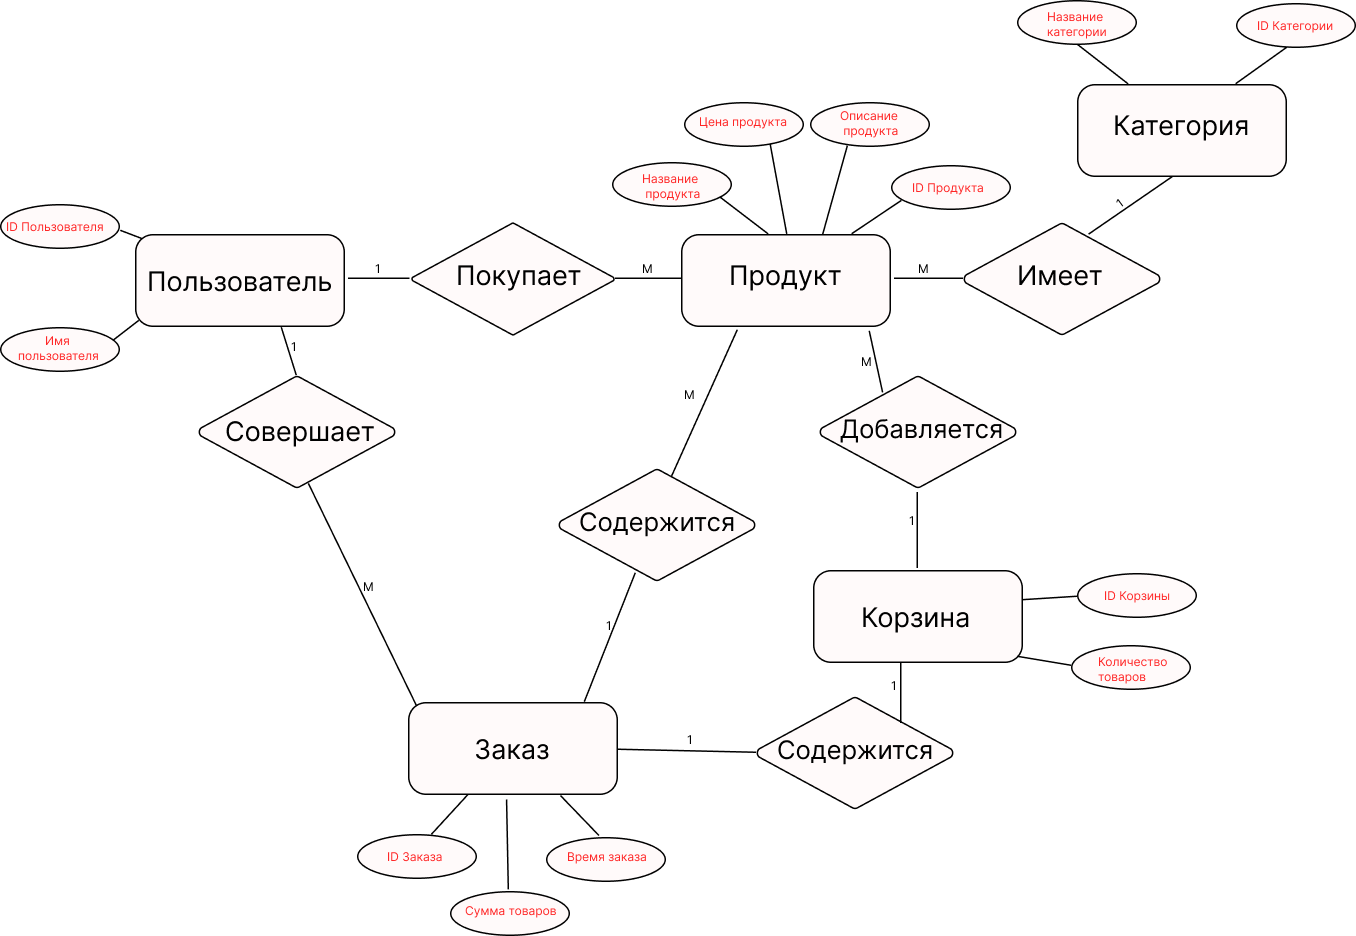 Название
категории
ID Категории
Категория
Цена продукта
Описание
продукта
Название
продукта
ID Продукта
1
ID Пользователя
Пользователь
1
Покупает
М
Продукт
М
Имеет
Имя
пользователя
1
М
М
Совершает
Добавляется
Содержится
1
М
1
Корзина
ID Корзины
Количество
товаров
1
Заказ
1
Содержится
ID Заказа
Время заказа
Сумма товаров